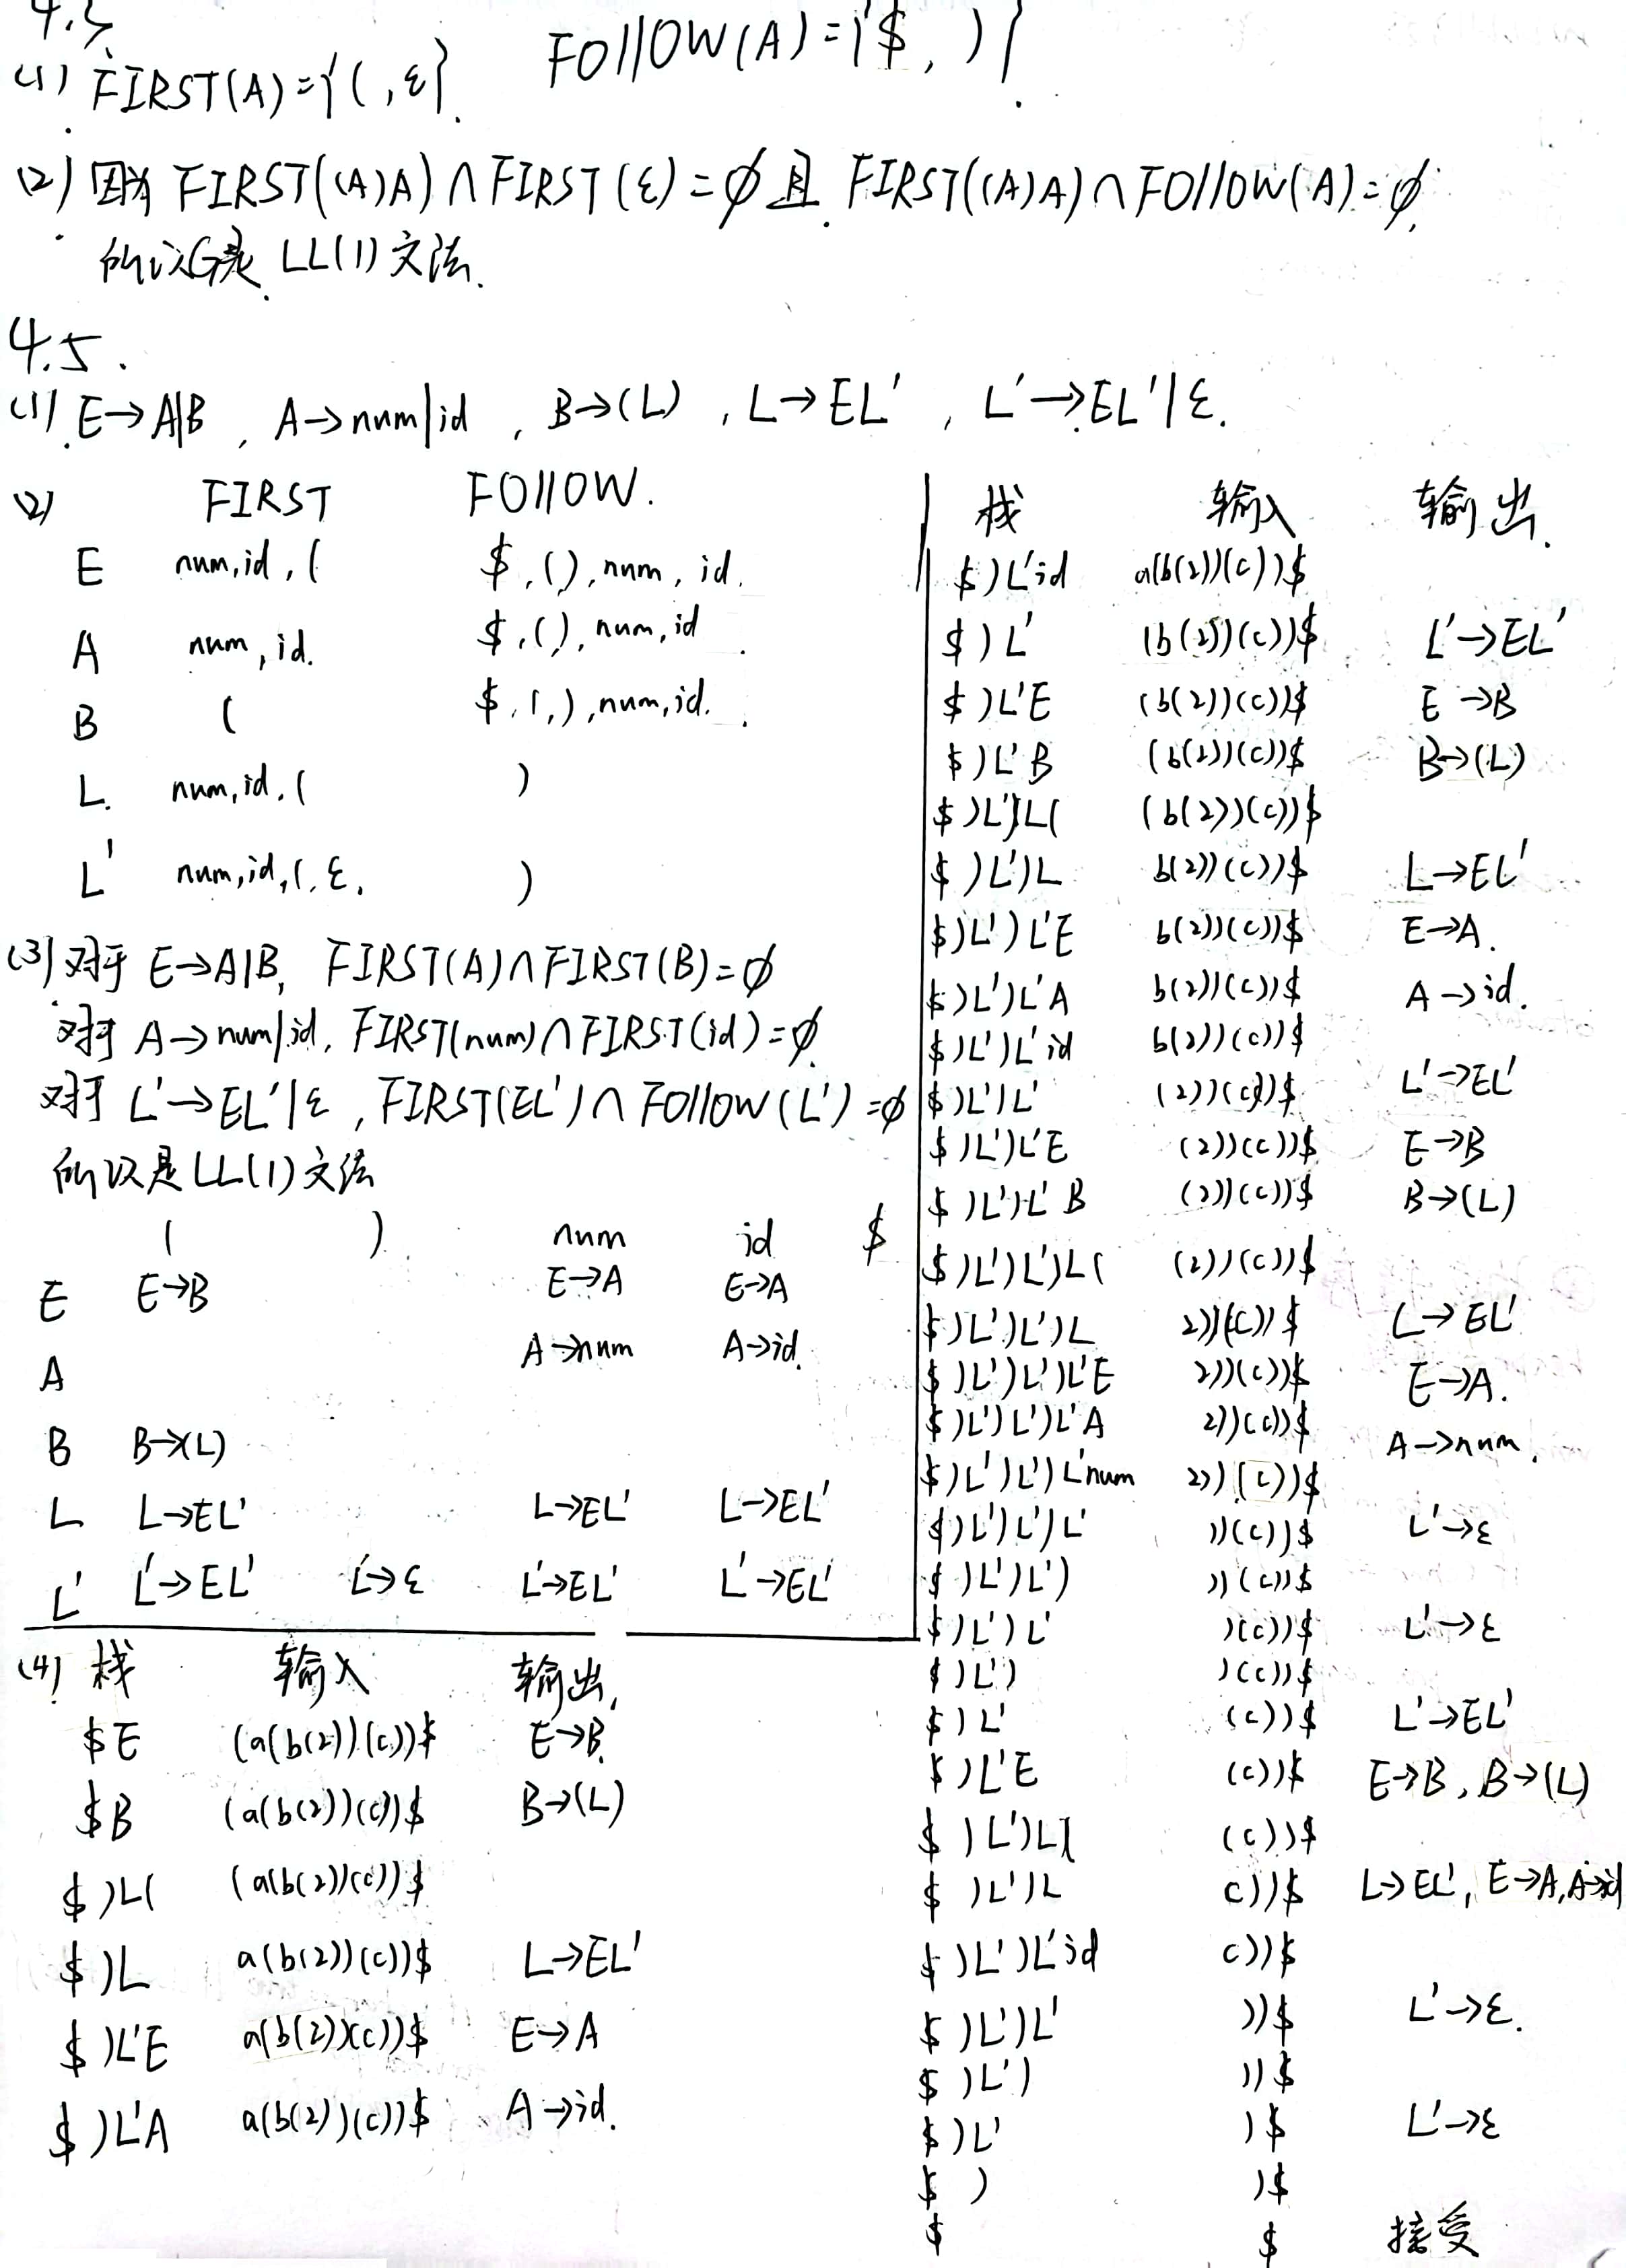 4.3
(1) FIRST(A)={(,ε}. FOllOW(A)={$,)}.
(2) 因为 FIRST((A)A)∩FIRST(ε)=∅且 FIRST((A)A)∩FOllOW(A)=∅.
所以G是 LL(1)文法.
4.5.
(1) E→A|B , A→num|id , B→(L) , L→EL' , L'→EL'|ε.
(2) FIRST FOllOW.
E num,id,( $,(),num,id.
A num,id. $,(),num,id
B ( $,(,),num,id.
L. num,id,( )
L' num,id,(,ε. )
(3)对于 E→A|B, FIRST(A)∩FIRST(B)=∅
对于 A→num|id, FIRST(num)∩FIRST(id)=∅.
对于 L'→EL'|ε , FIRST(EL')∩FOllOW(L')=∅
所以是LL(1)文法
( ) num id $
E E→B E→A E→A
A A→num A→id.
B B→(L)
L L→EL' L→EL' L→EL'
L' L'→EL' L'→ε L'→EL' L'→EL'
(4) 栈 输入 输出
$E (a(b(2))(c))$ E→B.
$B (a(b(2))(c))$ B→(L)
$)L( (a(b(2))(c))$
$)L a(b(2))(c))$ L→EL'
$)L'E a(b(2))(c))$ E→A
$)L'A a(b(2))(c))$ A→id.
栈 输入 输出.
$)L'id a(b(2))(c))$
$)L' (b(2))(c))$ L'→EL'
$)L'E (b(2))(c))$ E→B
$)L'B (b(2))(c))$ B→(L)
$)L')L( (b(2))(c))$
$)L')L b(2))(c))$ L→EL'
$)L')L'E b(2))(c))$ E→A.
$)L')L'A b(2))(c))$ A→id.
$)L')L'id b(2))(c))$
$)L')L' (2))(c))$ L'→EL'
$)L')L'E (2))(c))$ E→B
$)L')L'B (2))(c))$ B→(L)
$)L')L')L( (2))(c))$
$)L')L')L 2))(c))$ L→EL'
$)L')L')L'E 2))(c))$ E→A.
$)L')L')L'A 2))(c))$ A→num.
$)L')L')L'num 2))(c))$
$)L')L')L' ))(c))$ L'→ε
$)L')L') ))(c))$
$)L')L' )(c))$ L'→ε
$)L') )(c))$
$)L' (c))$ L'→EL'
$)L'E (c))$ E→B, B→(L)
$)L')L( (c))$
$)L')L c))$ L→EL', E→A,A→id
$)L')L'id c))$
$)L')L' ))$ L'→ε.
$)L') ))$
$)L' )$ L'→ε
$) )$
$ $ 接受